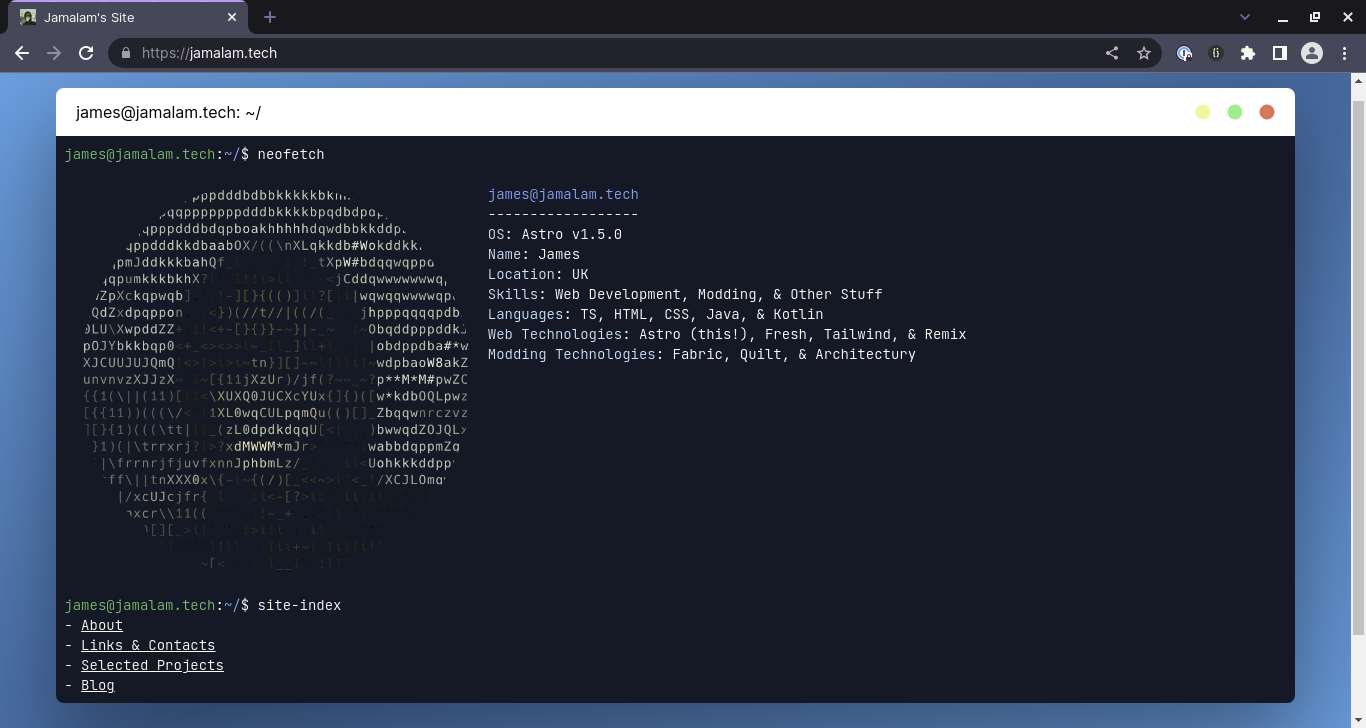 Jamalam's Site
https://jamalam.tech
james@jamalam.tech: ~/
james@jamalam.tech:~/$ neofetch
james@jamalam.tech
------------------
OS: Astro v1.5.0
Name: James
Location: UK
Skills: Web Development, Modding, & Other Stuff
Languages: TS, HTML, CSS, Java, & Kotlin
Web Technologies: Astro (this!), Fresh, Tailwind, & Remix
Modding Technologies: Fabric, Quilt, & Architectury
james@jamalam.tech:~/$ site-index
- About
- Links & Contacts
- Selected Projects
- Blog